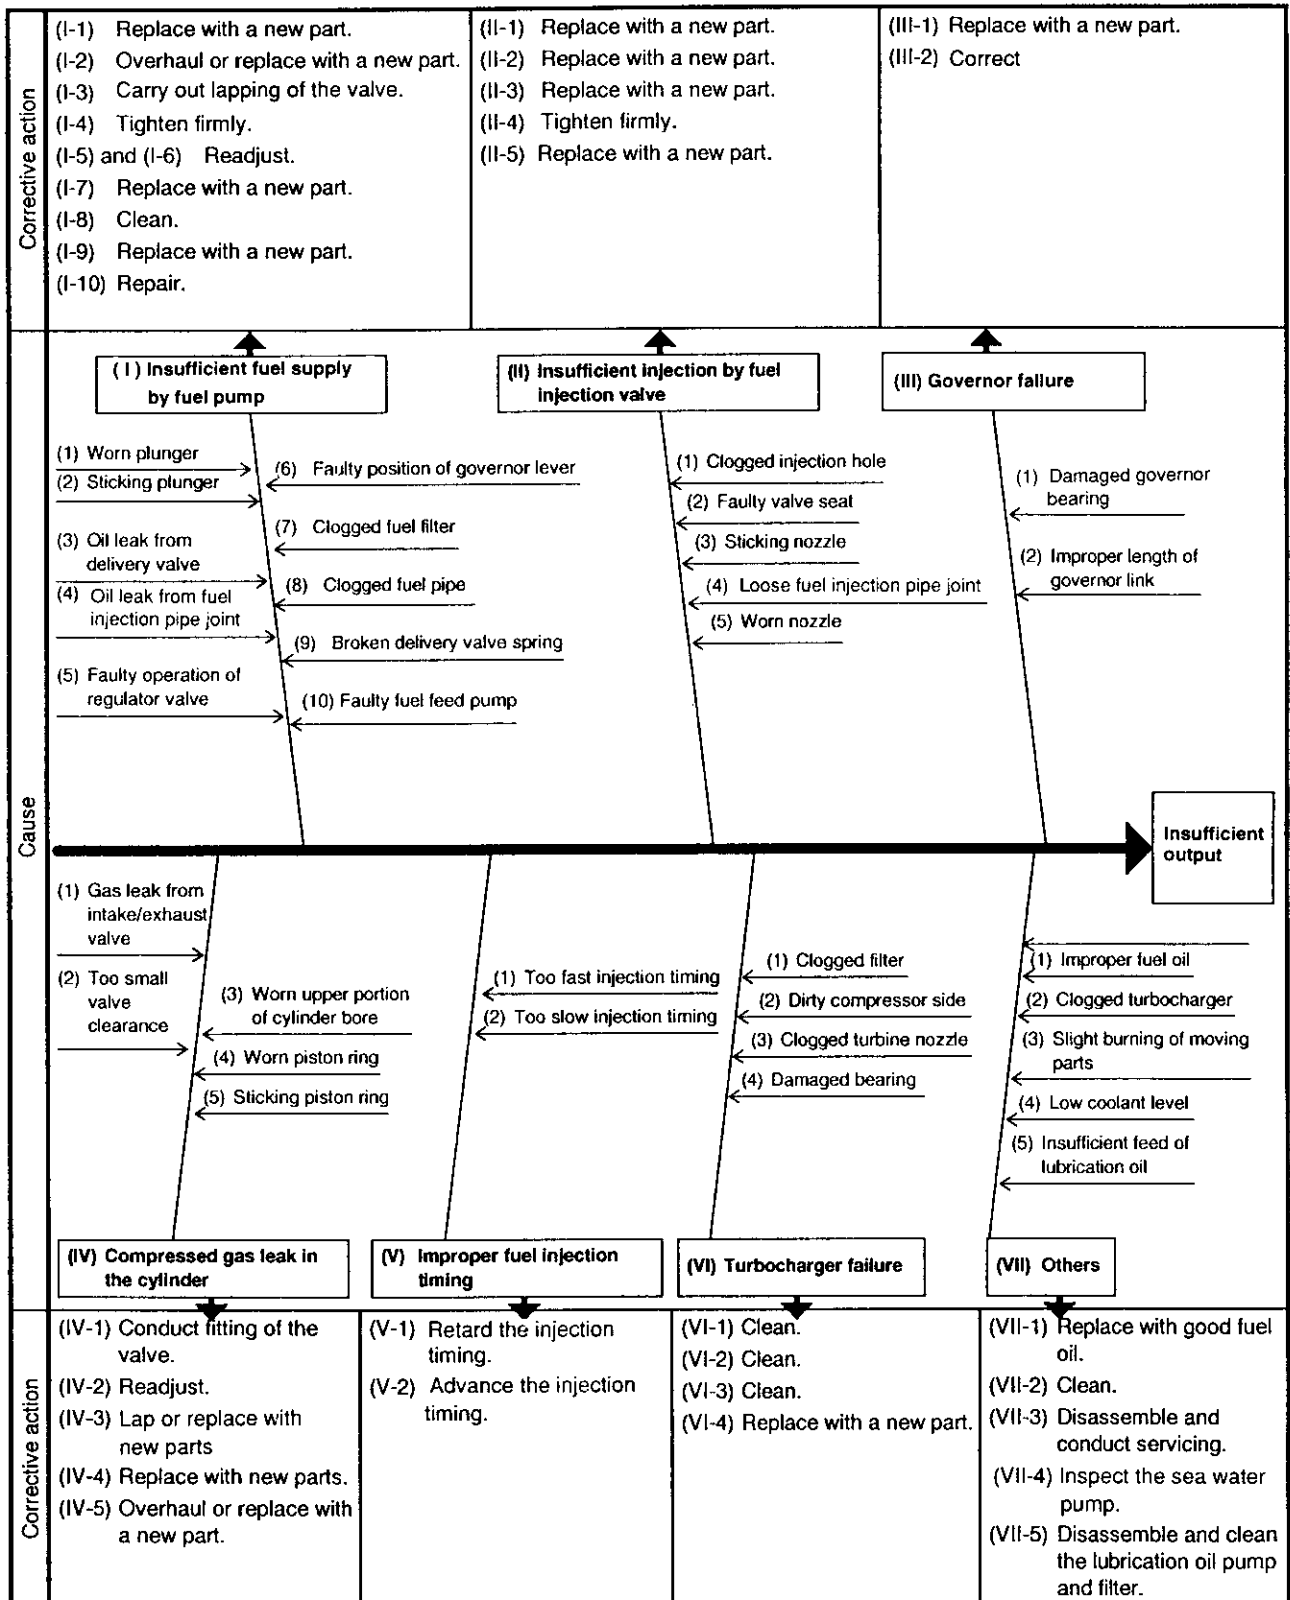 Corrective action
(I-1) Replace with a new part.
(I-2) Overhaul or replace with a new part.
(I-3) Carry out lapping of the valve.
(I-4) Tighten firmly.
(I-5) and (I-6) Readjust.
(I-7) Replace with a new part.
(I-8) Clean.
(I-9) Replace with a new part.
(I-10) Repair.
(II-1) Replace with a new part.
(II-2) Replace with a new part.
(II-3) Replace with a new part.
(II-4) Tighten firmly.
(II-5) Replace with a new part.
(III-1) Replace with a new part.
(III-2) Correct
Cause
(I) Insufficient fuel supply
by fuel pump
(1) Worn plunger
(2) Sticking plunger
(3) Oil leak from
delivery valve
(4) Oil leak from fuel
injection pipe joint
(5) Faulty operation of
regulator valve
(6) Faulty position of governor lever
(7) Clogged fuel filter
(8) Clogged fuel pipe
(9) Broken delivery valve spring
(10) Faulty fuel feed pump
(II) Insufficient injection by fuel
injection valve
(1) Clogged injection hole
(2) Faulty valve seat
(3) Sticking nozzle
(4) Loose fuel injection pipe joint
(5) Worn nozzle
(III) Governor failure
(1) Damaged governor
bearing
(2) Improper length of
governor link
Insufficient
output
(1) Gas leak from
intake/exhaust
valve
(2) Too small
valve
clearance
(3) Worn upper portion
of cylinder bore
(4) Worn piston ring
(5) Sticking piston ring
(IV) Compressed gas leak in
the cylinder
(1) Too fast injection timing
(2) Too slow injection timing
(V) Improper fuel injection
timing
(1) Clogged filter
(2) Dirty compressor side
(3) Clogged turbine nozzle
(4) Damaged bearing
(VI) Turbocharger failure
(1) Improper fuel oil
(2) Clogged turbocharger
(3) Slight burning of moving
parts
(4) Low coolant level
(5) Insufficient feed of
lubrication oil
(VII) Others
Corrective action
(IV-1) Conduct fitting of the
valve.
(IV-2) Readjust.
(IV-3) Lap or replace with
new parts
(IV-4) Replace with new parts.
(IV-5) Overhaul or replace with
a new part.
(V-1) Retard the injection
timing.
(V-2) Advance the injection
timing.
(VI-1) Clean.
(VI-2) Clean.
(VI-3) Clean.
(VI-4) Replace with a new part.
(VII-1) Replace with good fuel
oil.
(VII-2) Clean.
(VII-3) Disassemble and
conduct servicing.
(VII-4) Inspect the sea water
pump.
(VII-5) Disassemble and clean
the lubrication oil pump
and filter.